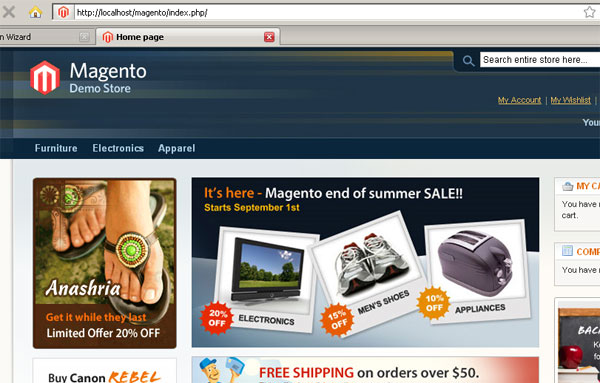 http://localhost/magento/index.php/
n Wizard
Home page
Magento
Demo Store
Search entire store here...
My Account | My Wishlist |
Your
Furniture Electronics Apparel
Anashria
Get it while they last
Limited Offer 20% OFF
It's here - Magento end of summer SALE!!
Starts September 1st
20% OFF
ELECTRONICS
15% OFF
MEN'S SHOES
10% OFF
APPLIANCES
MY CA
You have
cart.
COMP
You have
Buy Canon REBEL
FREE SHIPPING on orders over $50.